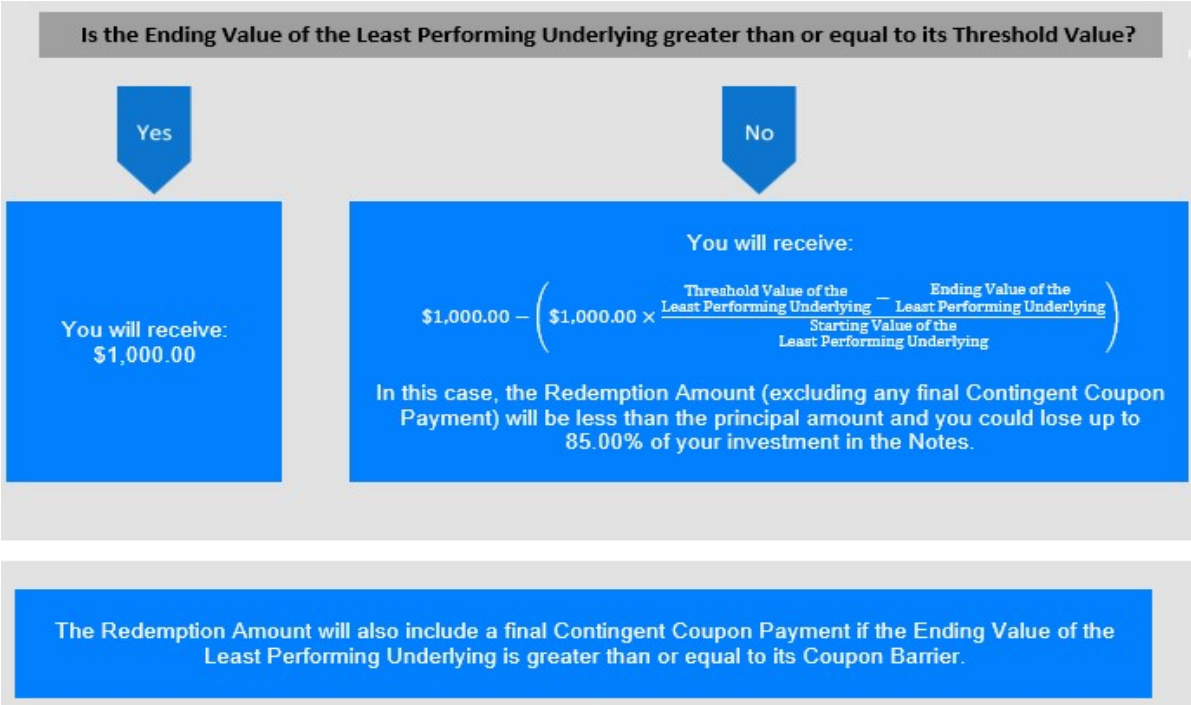 Is the Ending Value of the Least Performing Underlying greater than or equal to its Threshold Value?
Yes
No
You will receive:
$1,000.00
You will receive:
$1,000.00 − ( $1,000.00 × (Threshold Value of the Least Performing Underlying − Ending Value of the Least Performing Underlying) / Starting Value of the Least Performing Underlying )
In this case, the Redemption Amount (excluding any final Contingent Coupon
Payment) will be less than the principal amount and you could lose up to
85.00% of your investment in the Notes.
The Redemption Amount will also include a final Contingent Coupon Payment if the Ending Value of the
Least Performing Underlying is greater than or equal to its Coupon Barrier.